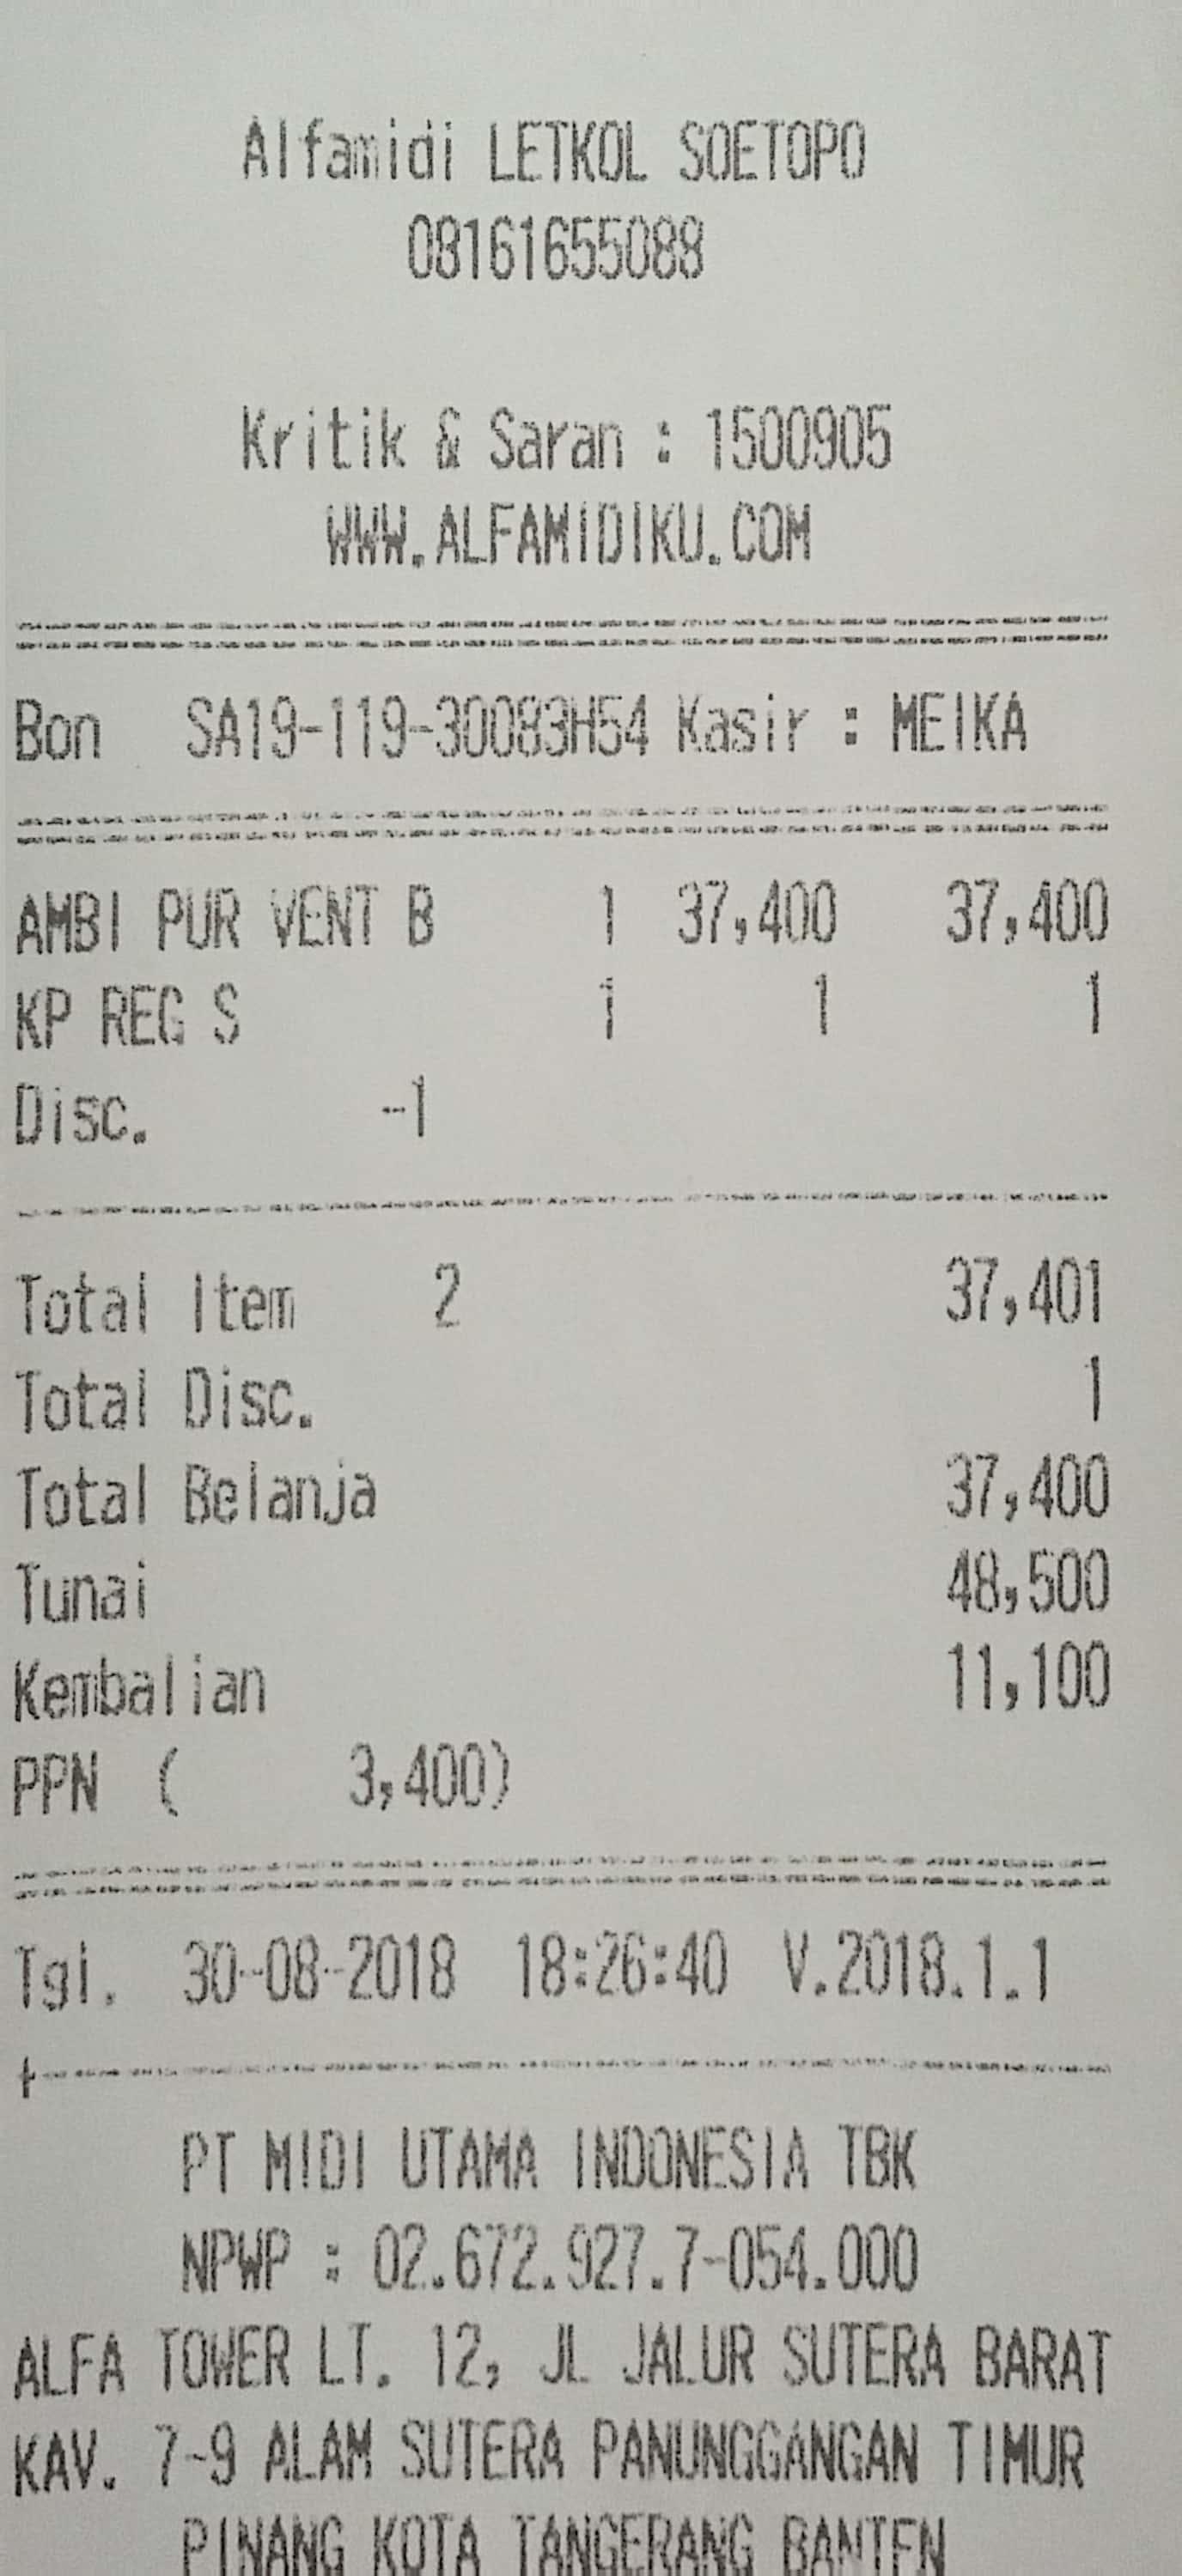 Alfamidi LETKOL SOETOPO
08161655088
Kritik & Saran : 1500905
WWW.ALFAMIDIKU.COM
Bon SA19-119-30083H54 Kasir : MEIKA
AMBI PUR VENT B 1 37,400 37,400
KP REG S 1 1 1
Disc. -1
Total Item 2 37,401
Total Disc. 1
Total Belanja 37,400
Tunai 48,500
Kembalian 11,100
PPN ( 3,400)
Tgl. 30-08-2018 18:26:40 V.2018.1.1
PT MIDI UTAMA INDONESIA TBK
NPWP : 02.672.927.7-054.000
ALFA TOWER LT. 12, JL JALUR SUTERA BARAT
KAV. 7-9 ALAM SUTERA PANUNGGANGAN TIMUR
PINANG KOTA TANGERANG BANTEN